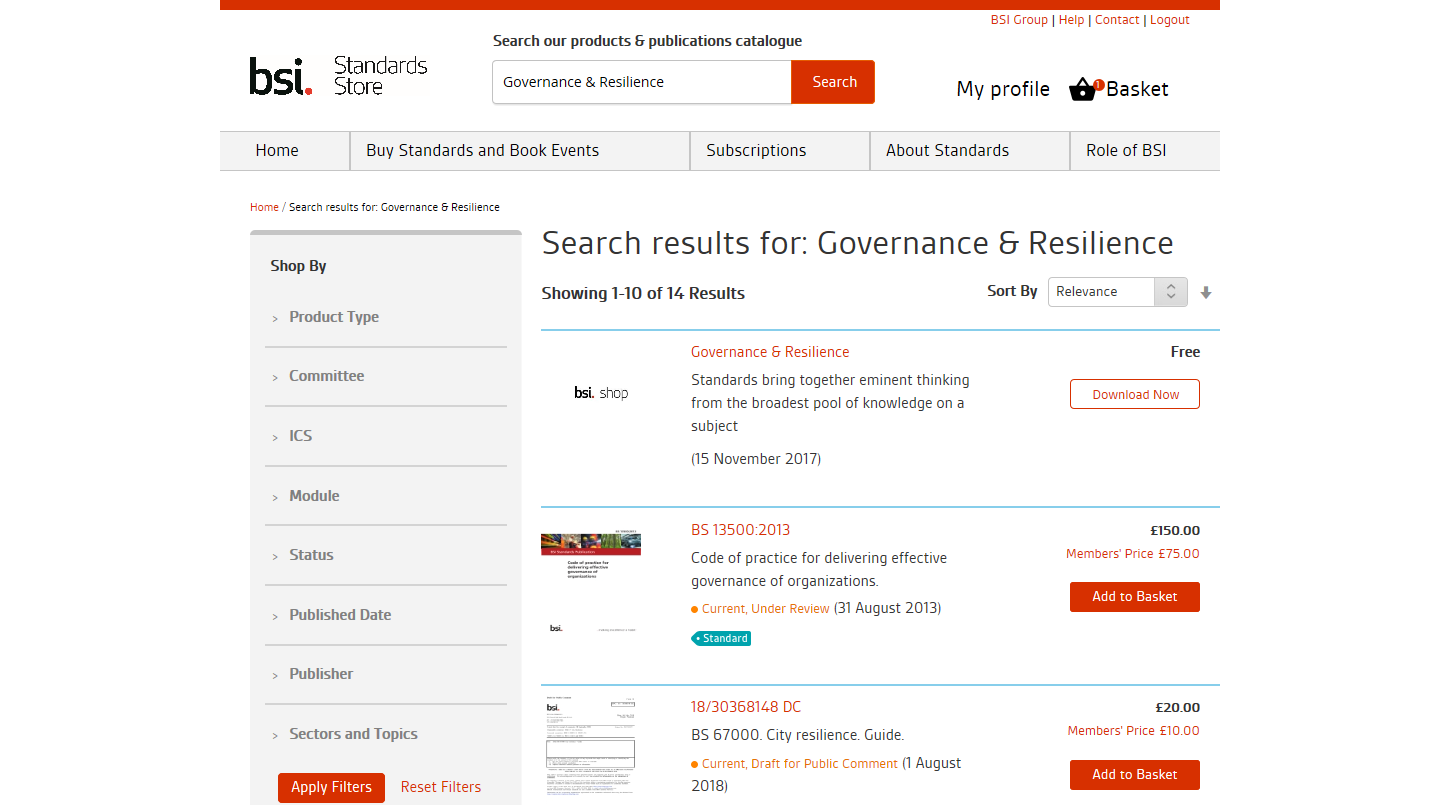 BSI Group | Help | Contact | Logout
Search our products & publications catalogue
bsi. Standards Store
Governance & Resilience
Search
My profile
1
Basket
Home
Buy Standards and Book Events
Subscriptions
About Standards
Role of BSI
Home / Search results for: Governance & Resilience
Shop By
> Product Type
> Committee
> ICS
> Module
> Status
> Published Date
> Publisher
> Sectors and Topics
Apply Filters
Reset Filters
Search results for: Governance & Resilience
Showing 1-10 of 14 Results
Sort By
Relevance
bsi. shop
Governance & Resilience
Standards bring together eminent thinking
from the broadest pool of knowledge on a
subject
(15 November 2017)
Free
Download Now
BSI Standards Publication
Code of practice for
delivering effective
governance of
organizations
bsi.
BS 13500:2013
Code of practice for delivering effective
governance of organizations.
Current, Under Review (31 August 2013)
Standard
£150.00
Members' Price £75.00
Add to Basket
bsi.
18/30368148 DC
BS 67000. City resilience. Guide.
Current, Draft for Public Comment (1 August
2018)
£20.00
Members' Price £10.00
Add to Basket